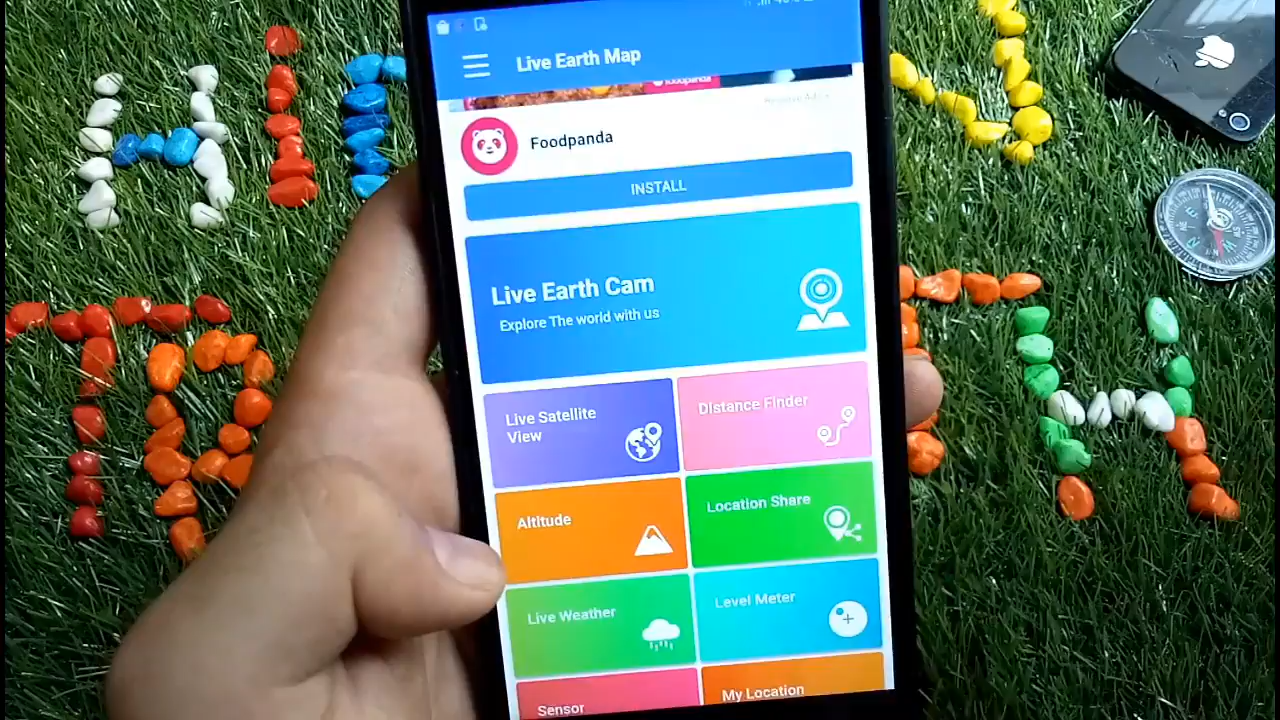 Live Earth Map
foodpanda
Foodpanda
INSTALL
Live Earth Cam
Explore The world with us
Live Satellite
View
Distance Finder
Altitude
Location Share
Live Weather
Level Meter
Sensor
My Location